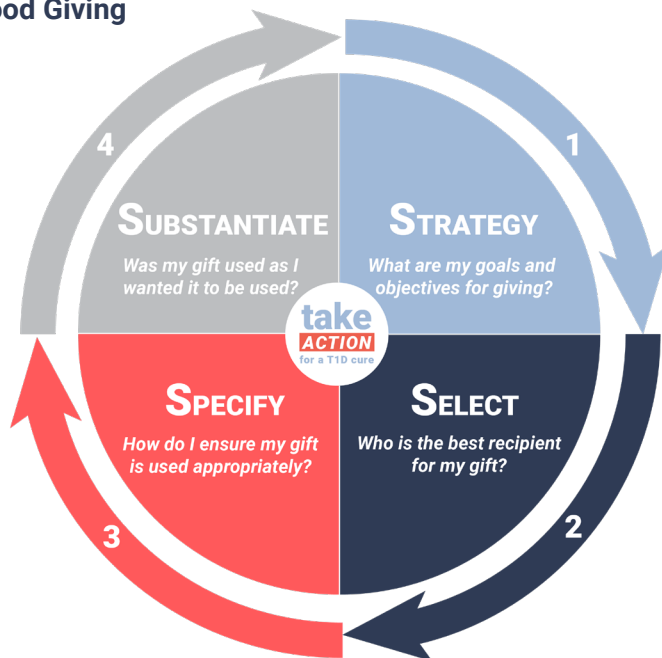 ood Giving
1
STRATEGY
What are my goals and
objectives for giving?
2
SELECT
Who is the best recipient
for my gift?
3
SPECIFY
How do I ensure my gift
is used appropriately?
4
SUBSTANTIATE
Was my gift used as I
wanted it to be used?
take
ACTION
for a T1D cure